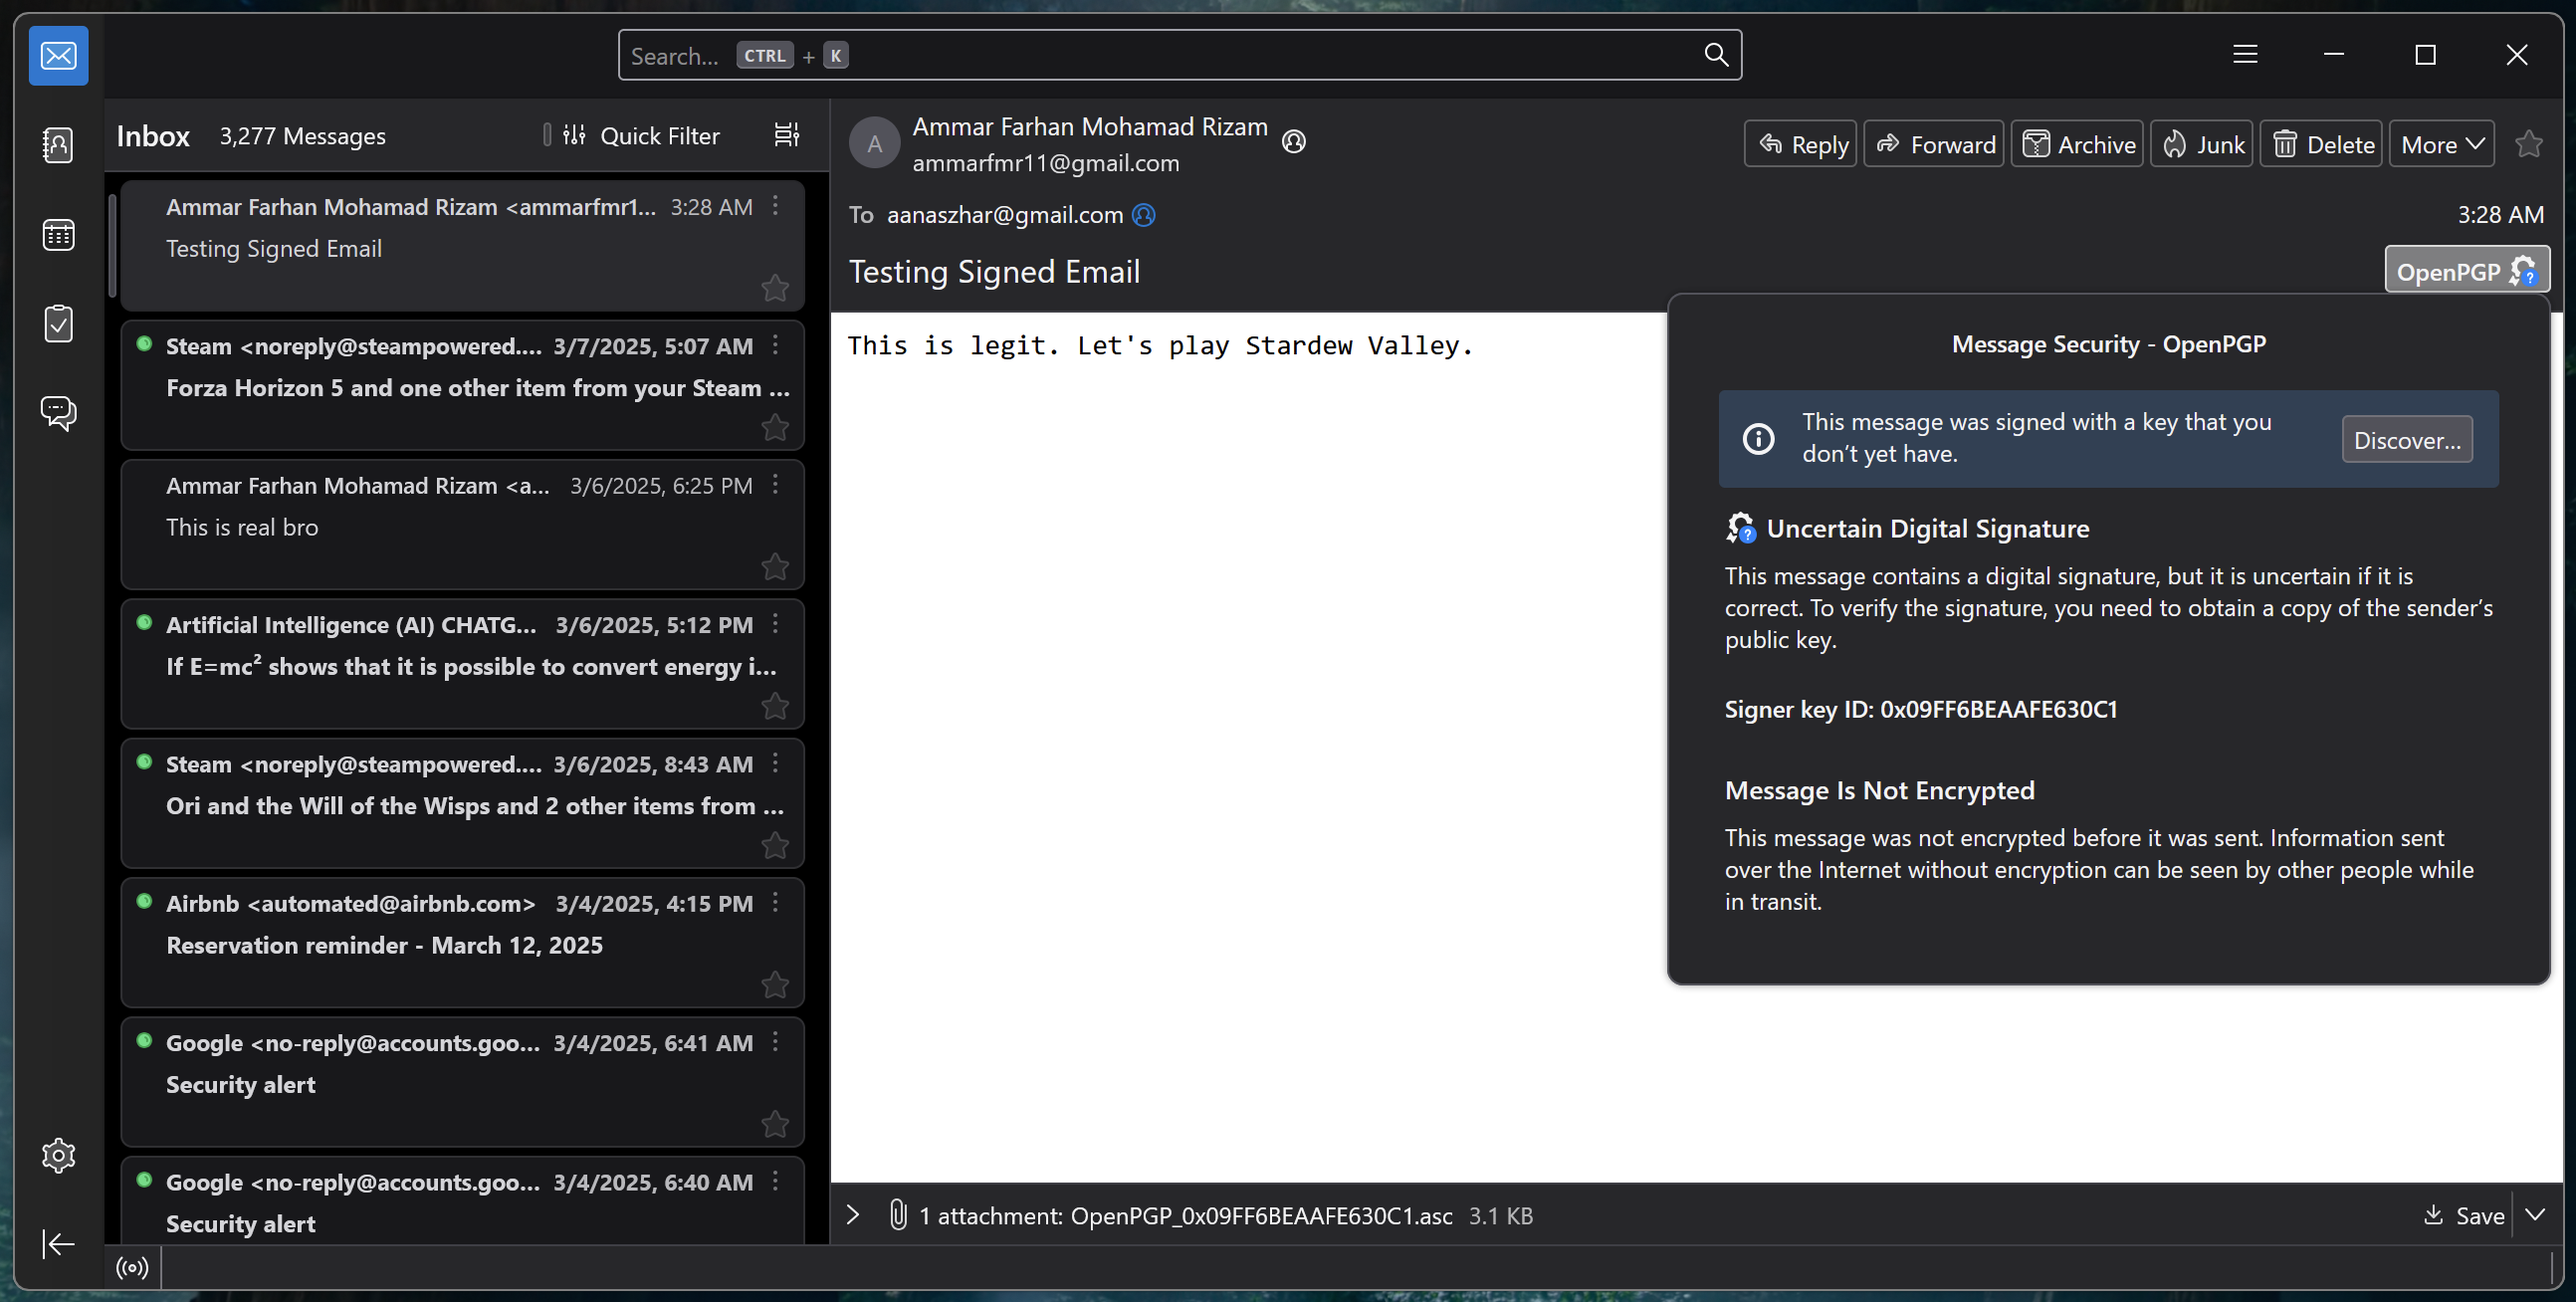 Search... CTRL + K
Inbox 3,277 Messages Quick Filter
Ammar Farhan Mohamad Rizam <ammarfmr1... 3:28 AM
Testing Signed Email
Steam <noreply@steampowered.... 3/7/2025, 5:07 AM
Forza Horizon 5 and one other item from your Steam ...
Ammar Farhan Mohamad Rizam <a... 3/6/2025, 6:25 PM
This is real bro
Artificial Intelligence (AI) CHATG... 3/6/2025, 5:12 PM
If E=mc² shows that it is possible to convert energy i...
Steam <noreply@steampowered.... 3/6/2025, 8:43 AM
Ori and the Will of the Wisps and 2 other items from ...
Airbnb <automated@airbnb.com> 3/4/2025, 4:15 PM
Reservation reminder - March 12, 2025
Google <no-reply@accounts.goo... 3/4/2025, 6:41 AM
Security alert
Google <no-reply@accounts.goo... 3/4/2025, 6:40 AM
Security alert
A
Ammar Farhan Mohamad Rizam
ammarfmr11@gmail.com
Reply Forward Archive Junk Delete More
To aanaszhar@gmail.com 3:28 AM
Testing Signed Email
OpenPGP ?
This is legit. Let's play Stardew Valley.
Message Security - OpenPGP
This message was signed with a key that you
don’t yet have.
Discover...
? Uncertain Digital Signature
This message contains a digital signature, but it is uncertain if it is
correct. To verify the signature, you need to obtain a copy of the sender’s
public key.
Signer key ID: 0x09FF6BEAAFE630C1
Message Is Not Encrypted
This message was not encrypted before it was sent. Information sent
over the Internet without encryption can be seen by other people while
in transit.
1 attachment: OpenPGP_0x09FF6BEAAFE630C1.asc 3.1 KB Save